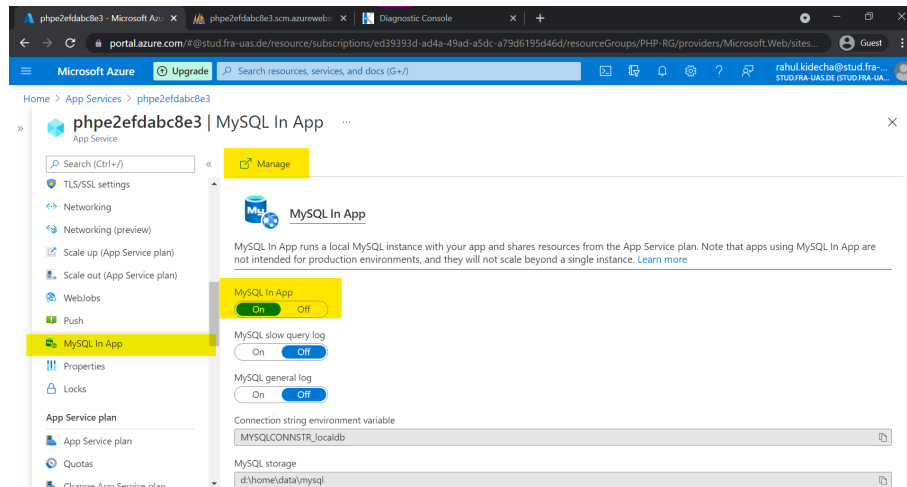 phpe2efdabc8e3 - Microsoft Azu
phpe2efdabc8e3.scm.azurewebsi
Diagnostic Console
portal.azure.com/#@stud.fra-uas.de/resource/subscriptions/ed39393d-ad4a-49ad-a5dc-a79d6195d46d/resourceGroups/PHP-RG/providers/Microsoft.Web/sites...
Guest
Microsoft Azure
Upgrade
Search resources, services, and docs (G+/)
rahul.kidecha@stud.fra-...
STUD.FRA-UAS.DE (STUD.FRA-UA...
Home > App Services > phpe2efdabc8e3
phpe2efdabc8e3 | MySQL In App ...
App Service
Search (Ctrl+/)
Manage
TLS/SSL settings
Networking
Networking (preview)
Scale up (App Service plan)
Scale out (App Service plan)
WebJobs
Push
MySQL In App
Properties
Locks
App Service plan
App Service plan
Quotas
Change App Service plan
My
MySQL In App
MySQL In App runs a local MySQL instance with your app and shares resources from the App Service plan. Note that apps using MySQL In App are
not intended for production environments, and they will not scale beyond a single instance. Learn more
MySQL In App
On Off
MySQL slow query log
On Off
MySQL general log
On Off
Connection string environment variable
MYSQLCONNSTR_localdb
MySQL storage
d:\home\data\mysql